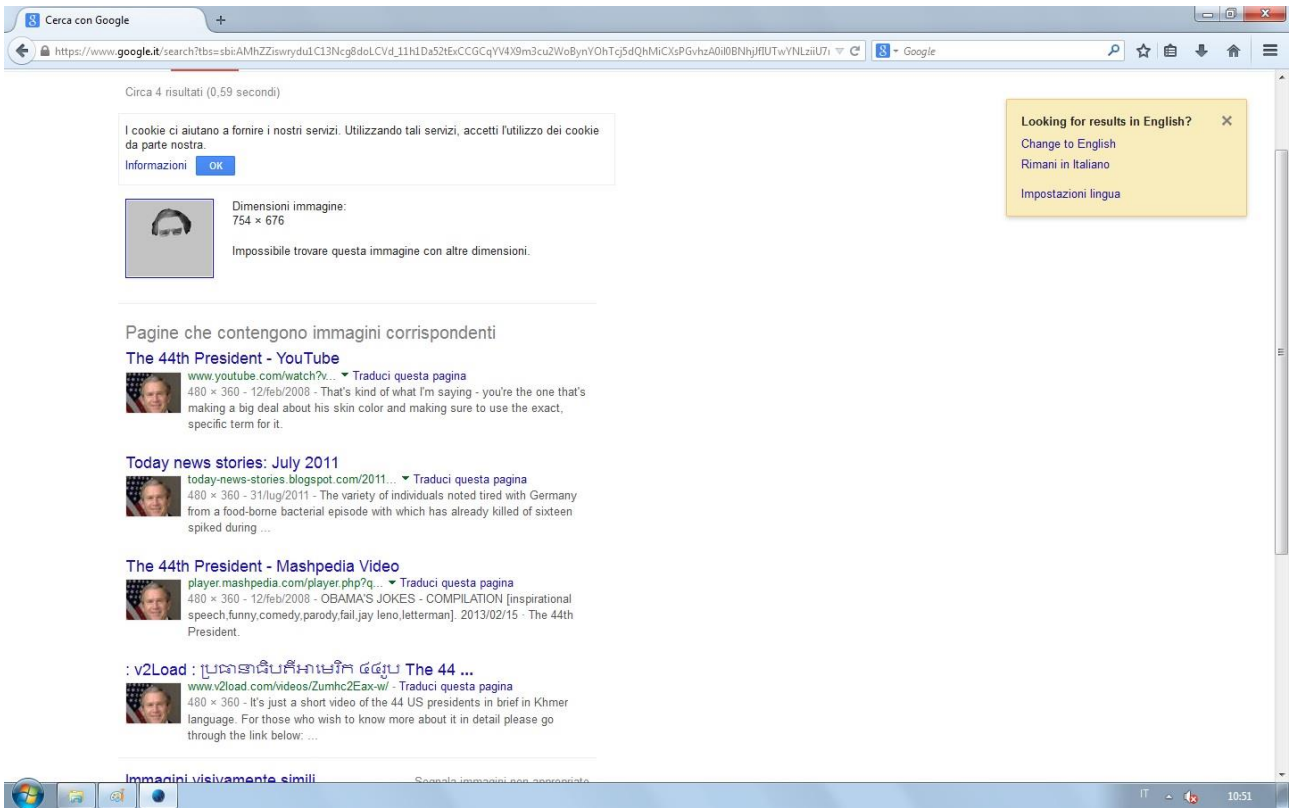 Cerca con Google
https://www.google.it/search?tbs=sbi:AMhZZiswrydu1C13Ncg8doLCVd_11h1Da52tExCCGCqYV4X9m3cu2WoBynYOhTcj5dQhMiCXsPGvhzA0iI0BNhjJfIUTwYNLziiU7i
Google
Circa 4 risultati (0,59 secondi)
I cookie ci aiutano a fornire i nostri servizi. Utilizzando tali servizi, accetti l'utilizzo dei cookie
da parte nostra.
Informazioni OK
Looking for results in English?
Change to English
Rimani in Italiano
Impostazioni lingua
Dimensioni immagine:
754 × 676
Impossibile trovare questa immagine con altre dimensioni.
Pagine che contengono immagini corrispondenti
The 44th President - YouTube
www.youtube.com/watch?v... Traduci questa pagina
480 × 360 - 12/feb/2008 - That's kind of what I'm saying - you're the one that's
making a big deal about his skin color and making sure to use the exact,
specific term for it.
Today news stories: July 2011
today-news-stories.blogspot.com/2011... Traduci questa pagina
480 × 360 - 31/lug/2011 - The variety of individuals noted tired with Germany
from a food-borne bacterial episode with which has already killed of sixteen
spiked during ...
The 44th President - Mashpedia Video
player.mashpedia.com/player.php?q... Traduci questa pagina
480 × 360 - 12/feb/2008 - OBAMA'S JOKES - COMPILATION [inspirational
speech,funny,comedy,parody,fail,jay leno,letterman]. 2013/02/15 · The 44th
President.
: v2Load : ប្រធានាធិបតីអាមេរិក ៤៤រូប The 44 ...
www.v2load.com/videos/Zumhc2Eax-w/ - Traduci questa pagina
480 × 360 - It's just a short video of the 44 US presidents in brief in Khmer
language. For those who wish to know more about it in detail please go
through the link below: ...
Immagini visivamente simili Segnala immagini non appropriate
IT 10:51